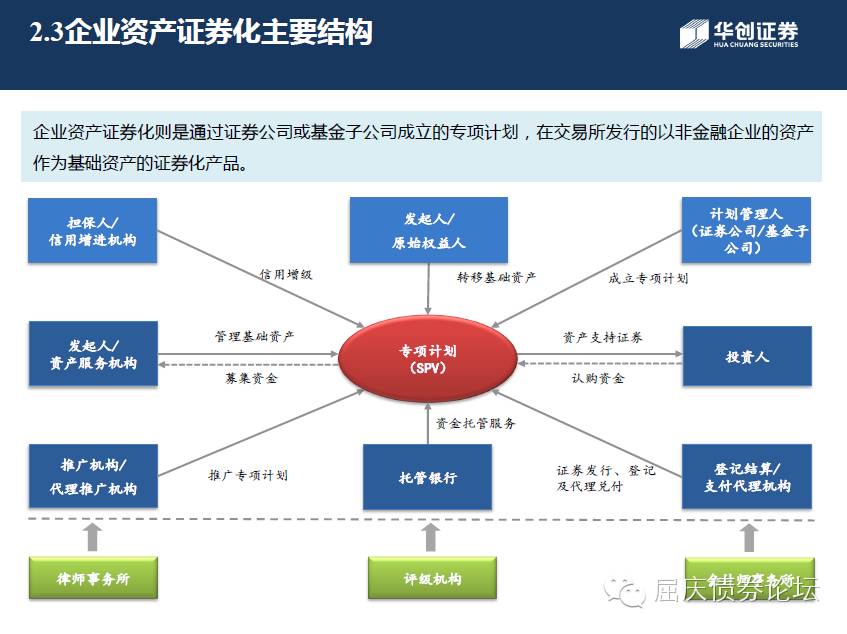 2.3企业资产证券化主要结构
华创证券
HUA CHUANG SECURITIES
企业资产证券化则是通过证券公司或基金子公司成立的专项计划，在交易所发行的以非金融企业的资产
作为基础资产的证券化产品。
担保人/
信用增进机构
发起人/
原始权益人
计划管理人
（证券公司/基金子
公司）
信用增级
转移基础资产
成立专项计划
发起人/
资产服务机构
管理基础资产
募集资金
专项计划
（SPV）
资产支持证券
认购资金
投资人
推广机构/
代理推广机构
推广专项计划
资金托管服务
托管银行
证券发行、登记
及代理兑付
登记结算/
支付代理机构
律师事务所
评级机构
会计师事务所
屈庆债券论坛